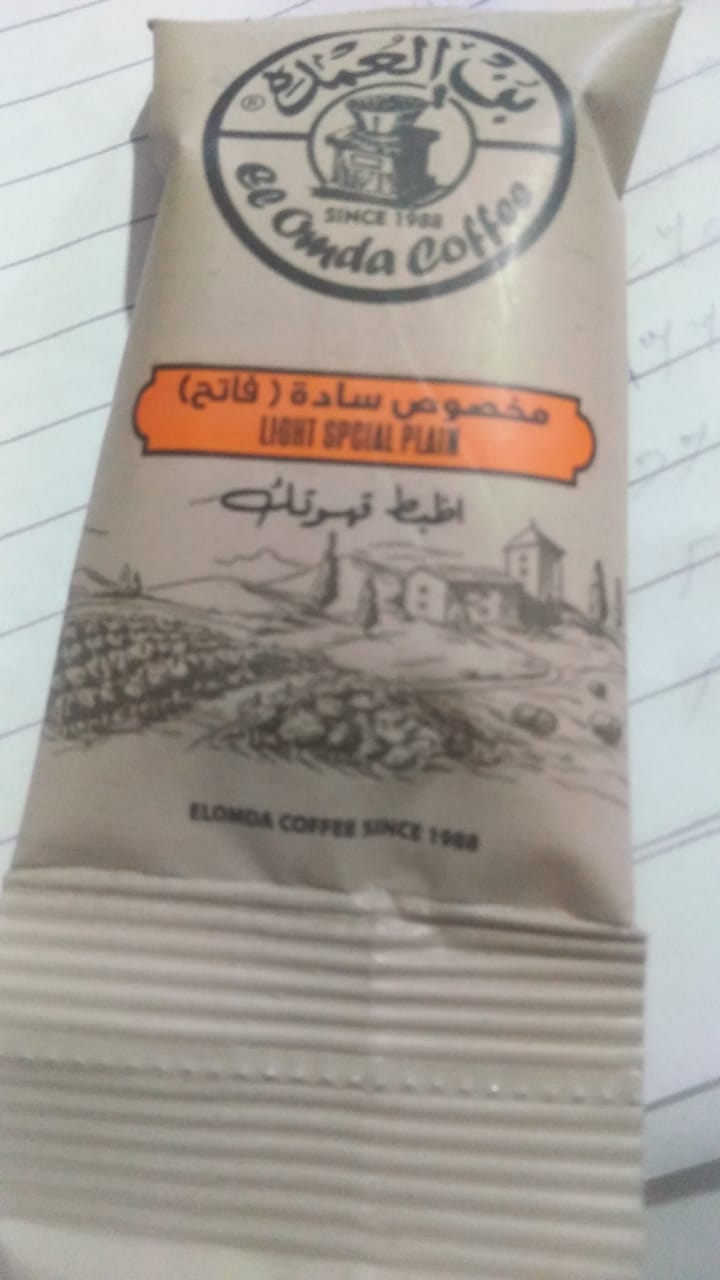 بن العمدة
®
SINCE 1988
El Omda Coffee
مخصوص سادة (فاتح)
LIGHT SPCIAL PLAIN
اظبط قهوتك
ELOMDA COFFEE SINCE 1988